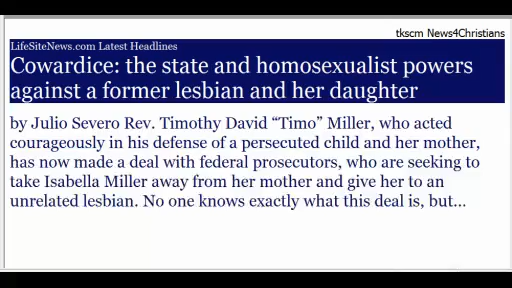 tkscm News4Christians
LifeSiteNews.com Latest Headlines
Cowardice: the state and homosexualist powers
against a former lesbian and her daughter
by Julio Severo Rev. Timothy David “Timo” Miller, who acted
courageously in his defense of a persecuted child and her mother,
has now made a deal with federal prosecutors, who are seeking to
take Isabella Miller away from her mother and give her to an
unrelated lesbian. No one knows exactly what this deal is, but...